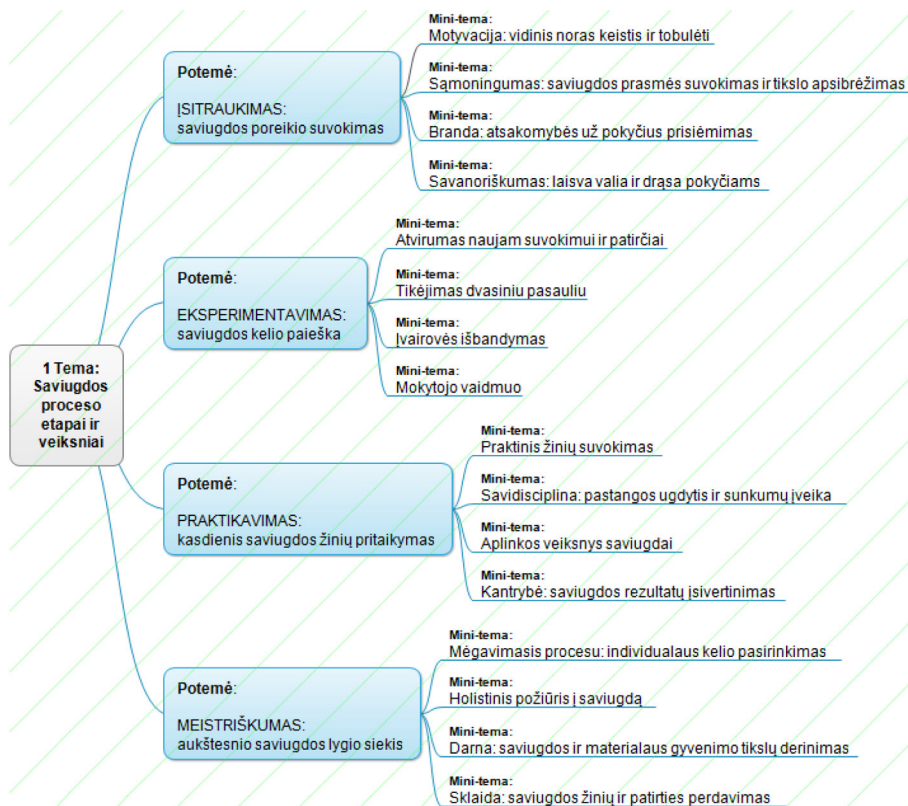 1 Tema:
Saviugdos
proceso
etapai ir
veiksniai
Potemė:
ĮSITRAUKIMAS:
saviugdos poreikio suvokimas
Mini-tema:
Motyvacija: vidinis noras keistis ir tobulėti
Mini-tema:
Sąmoningumas: saviugdos prasmės suvokimas ir tikslo apsibrėžimas
Mini-tema:
Branda: atsakomybės už pokyčius prisiėmimas
Mini-tema:
Savanoriškumas: laisva valia ir drąsa pokyčiams
Potemė:
EKSPERIMENTAVIMAS:
saviugdos kelio paieška
Mini-tema:
Atvirumas naujam suvokimui ir patirčiai
Mini-tema:
Tikėjimas dvasiniu pasauliu
Mini-tema:
Įvairovės išbandymas
Mini-tema:
Mokytojo vaidmuo
Potemė:
PRAKTIKAVIMAS:
kasdienis saviugdos žinių pritaikymas
Mini-tema:
Praktinis žinių suvokimas
Mini-tema:
Savidisciplina: pastangos ugdytis ir sunkumų įveika
Mini-tema:
Aplinkos veiksnys saviugdai
Mini-tema:
Kantrybė: saviugdos rezultatų įsivertinimas
Potemė:
MEISTRIŠKUMAS:
aukštesnio saviugdos lygio siekis
Mini-tema:
Mėgavimasis procesu: individualaus kelio pasirinkimas
Mini-tema:
Holistinis požiūris į saviugdą
Mini-tema:
Darna: saviugdos ir materialaus gyvenimo tikslų derinimas
Mini-tema:
Sklaida: saviugdos žinių ir patirties perdavimas